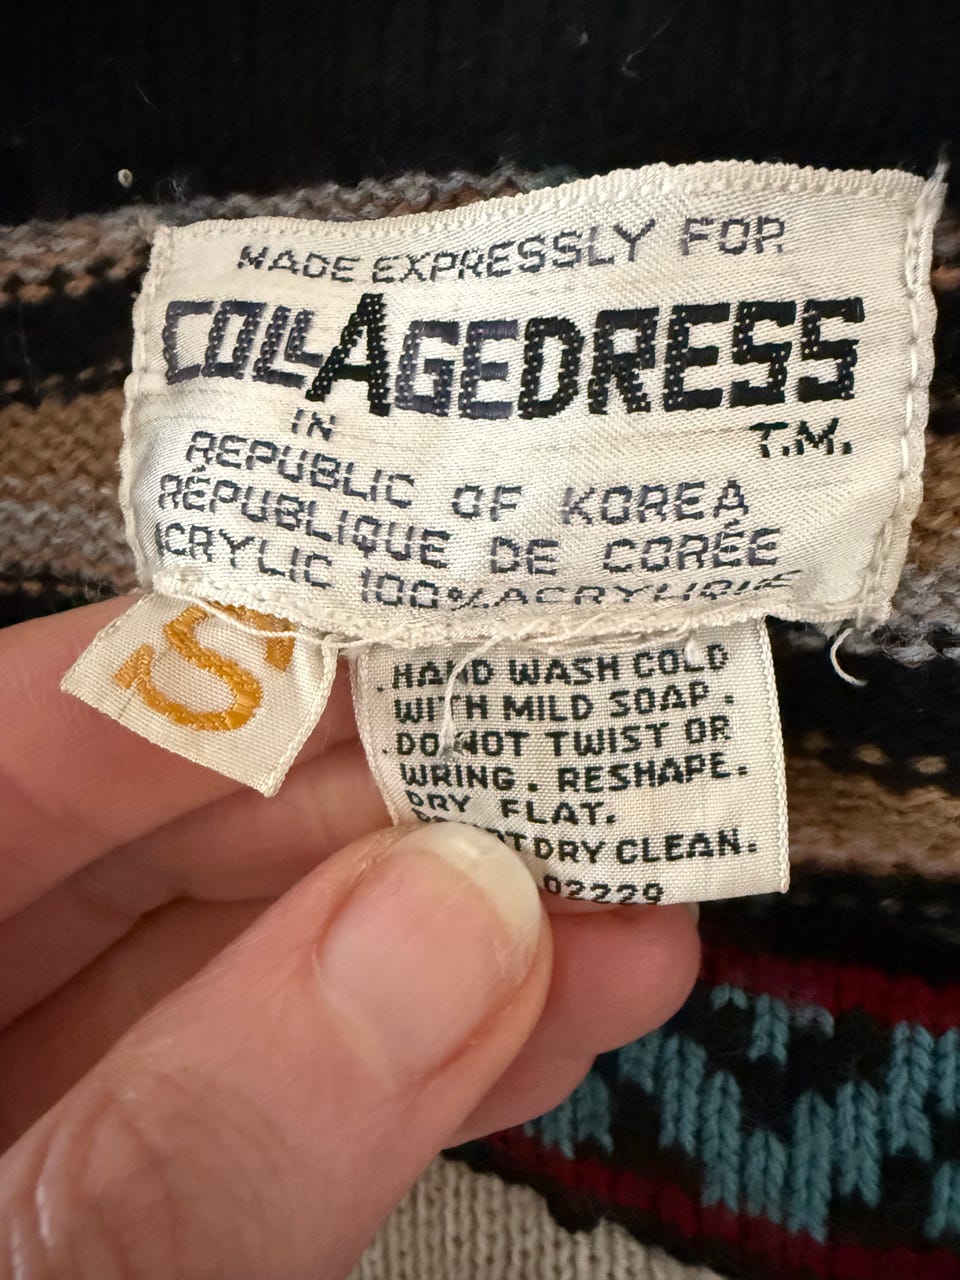 MADE EXPRESSLY FOR
COLLAGEDRESS
T.M.
IN
REPUBLIC OF KOREA
RÉPUBLIQUE DE CORÉE
ACRYLIC 100% ACRYLIQUE
S
.HAND WASH COLD
WITH MILD SOAP.
.DO NOT TWIST OR
WRING. RESHAPE.
DRY FLAT.
DRY CLEAN.
02229